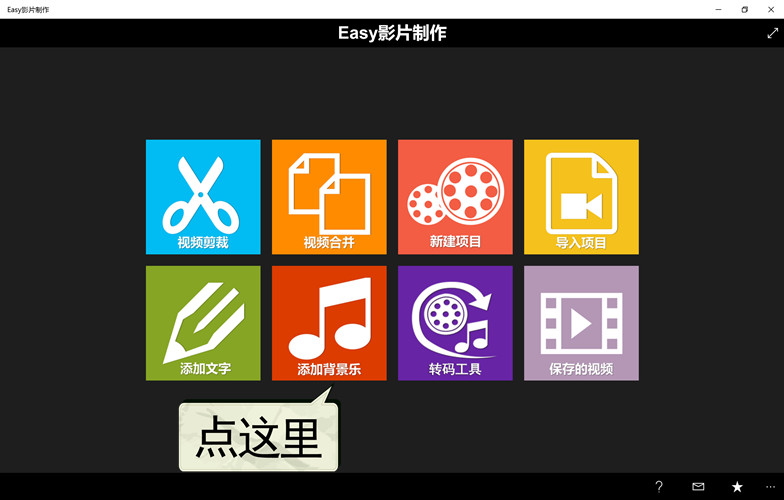 Easy影片制作
Easy影片制作
视频剪裁
视频合并
新建项目
导入项目
添加文字
添加背景乐
转码工具
保存的视频
点这里